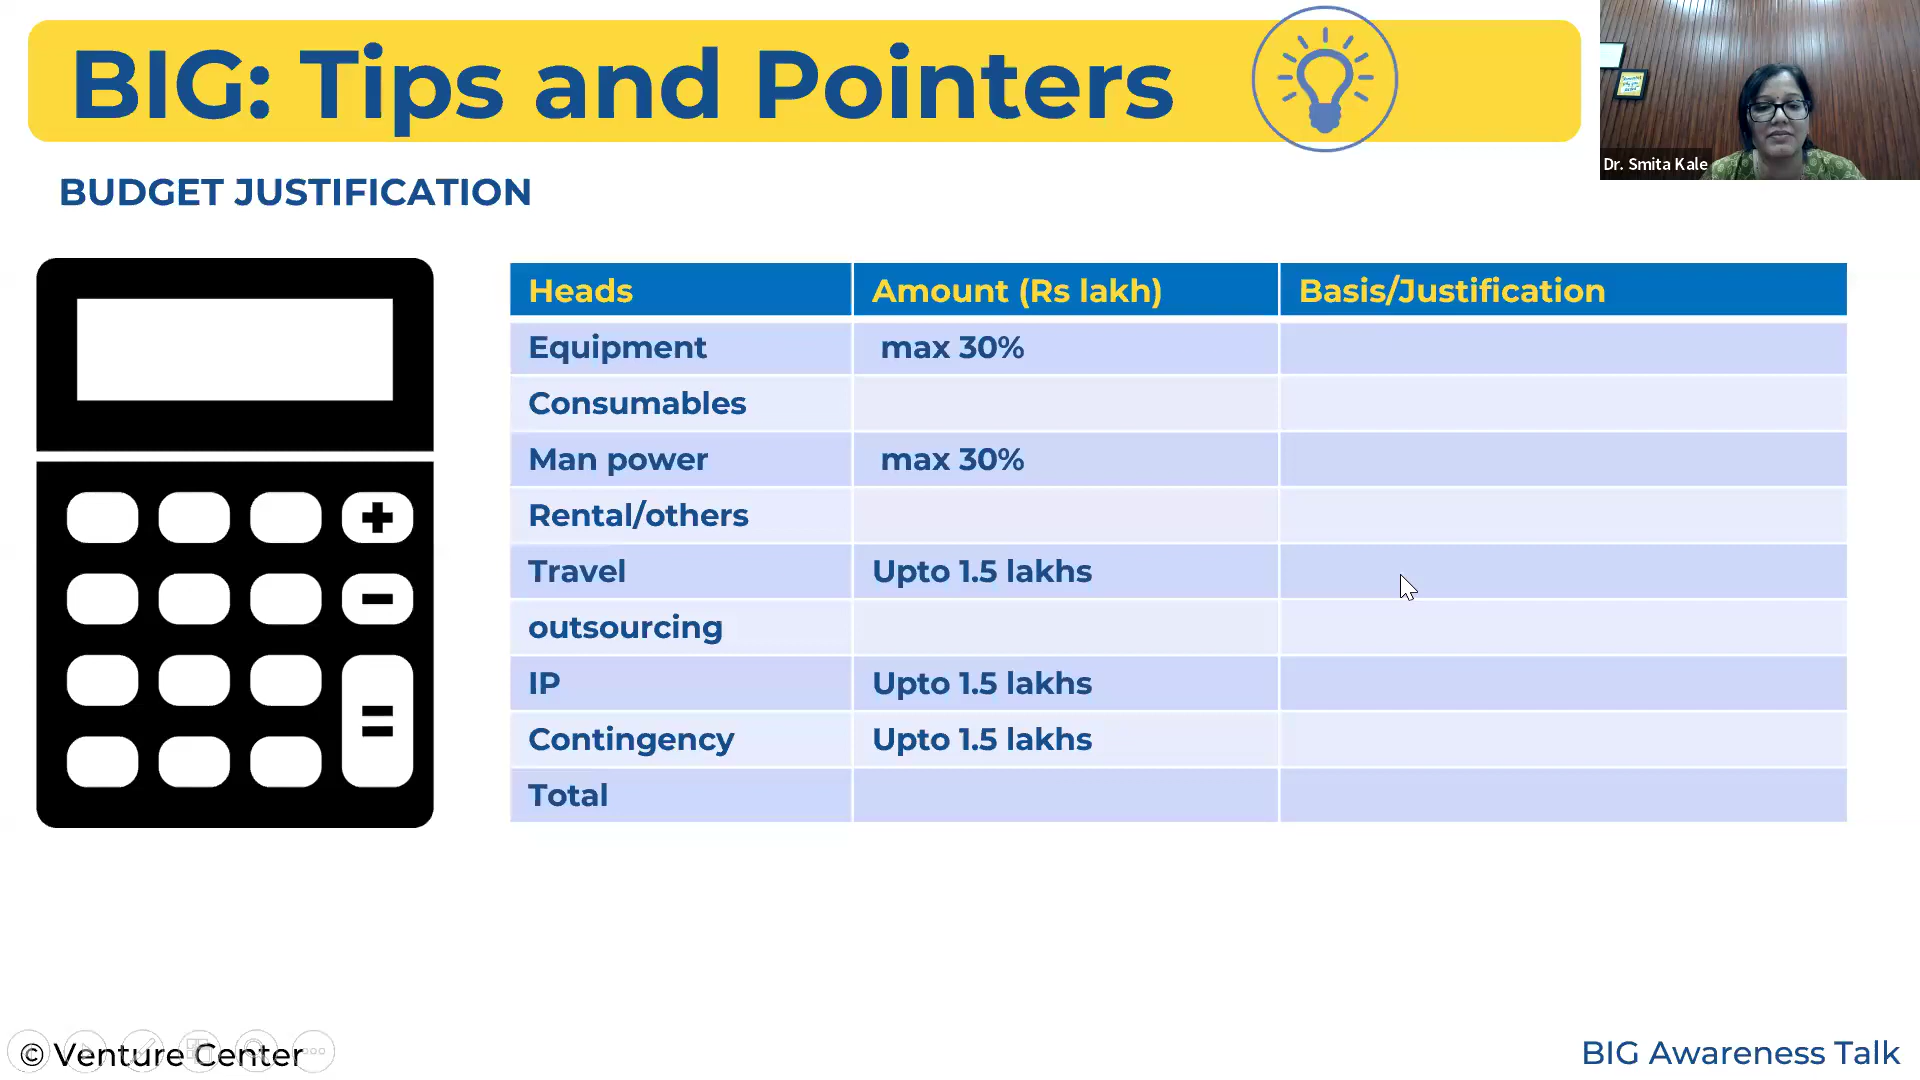 BIG: Tips and Pointers
Dr. Smita Kale
BUDGET JUSTIFICATION
Heads Amount (Rs lakh) Basis/Justification
Equipment max 30%
Consumables
Man power max 30%
Rental/others
Travel Upto 1.5 lakhs
outsourcing
IP Upto 1.5 lakhs
Contingency Upto 1.5 lakhs
Total
+
−
=
© Venture Center
BIG Awareness Talk